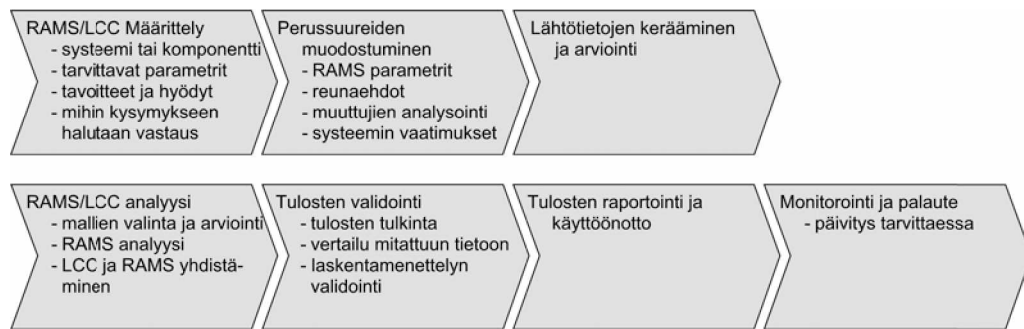 RAMS/LCC Määrittely
- systeemi tai komponentti
- tarvittavat parametrit
- tavoitteet ja hyödyt
- mihin kysymykseen
halutaan vastaus
Perussuureiden
muodostuminen
- RAMS parametrit
- reunaehdot
- muuttujien analysointi
- systeemin vaatimukset
Lähtötietojen kerääminen
ja arviointi
RAMS/LCC analyysi
- mallien valinta ja arviointi
- RAMS analyysi
- LCC ja RAMS yhdistä-
minen
Tulosten validointi
- tulosten tulkinta
- vertailu mitattuun tietoon
- laskentamenettelyn
validointi
Tulosten raportointi ja
käyttöönotto
Monitorointi ja palaute
- päivitys tarvittaessa